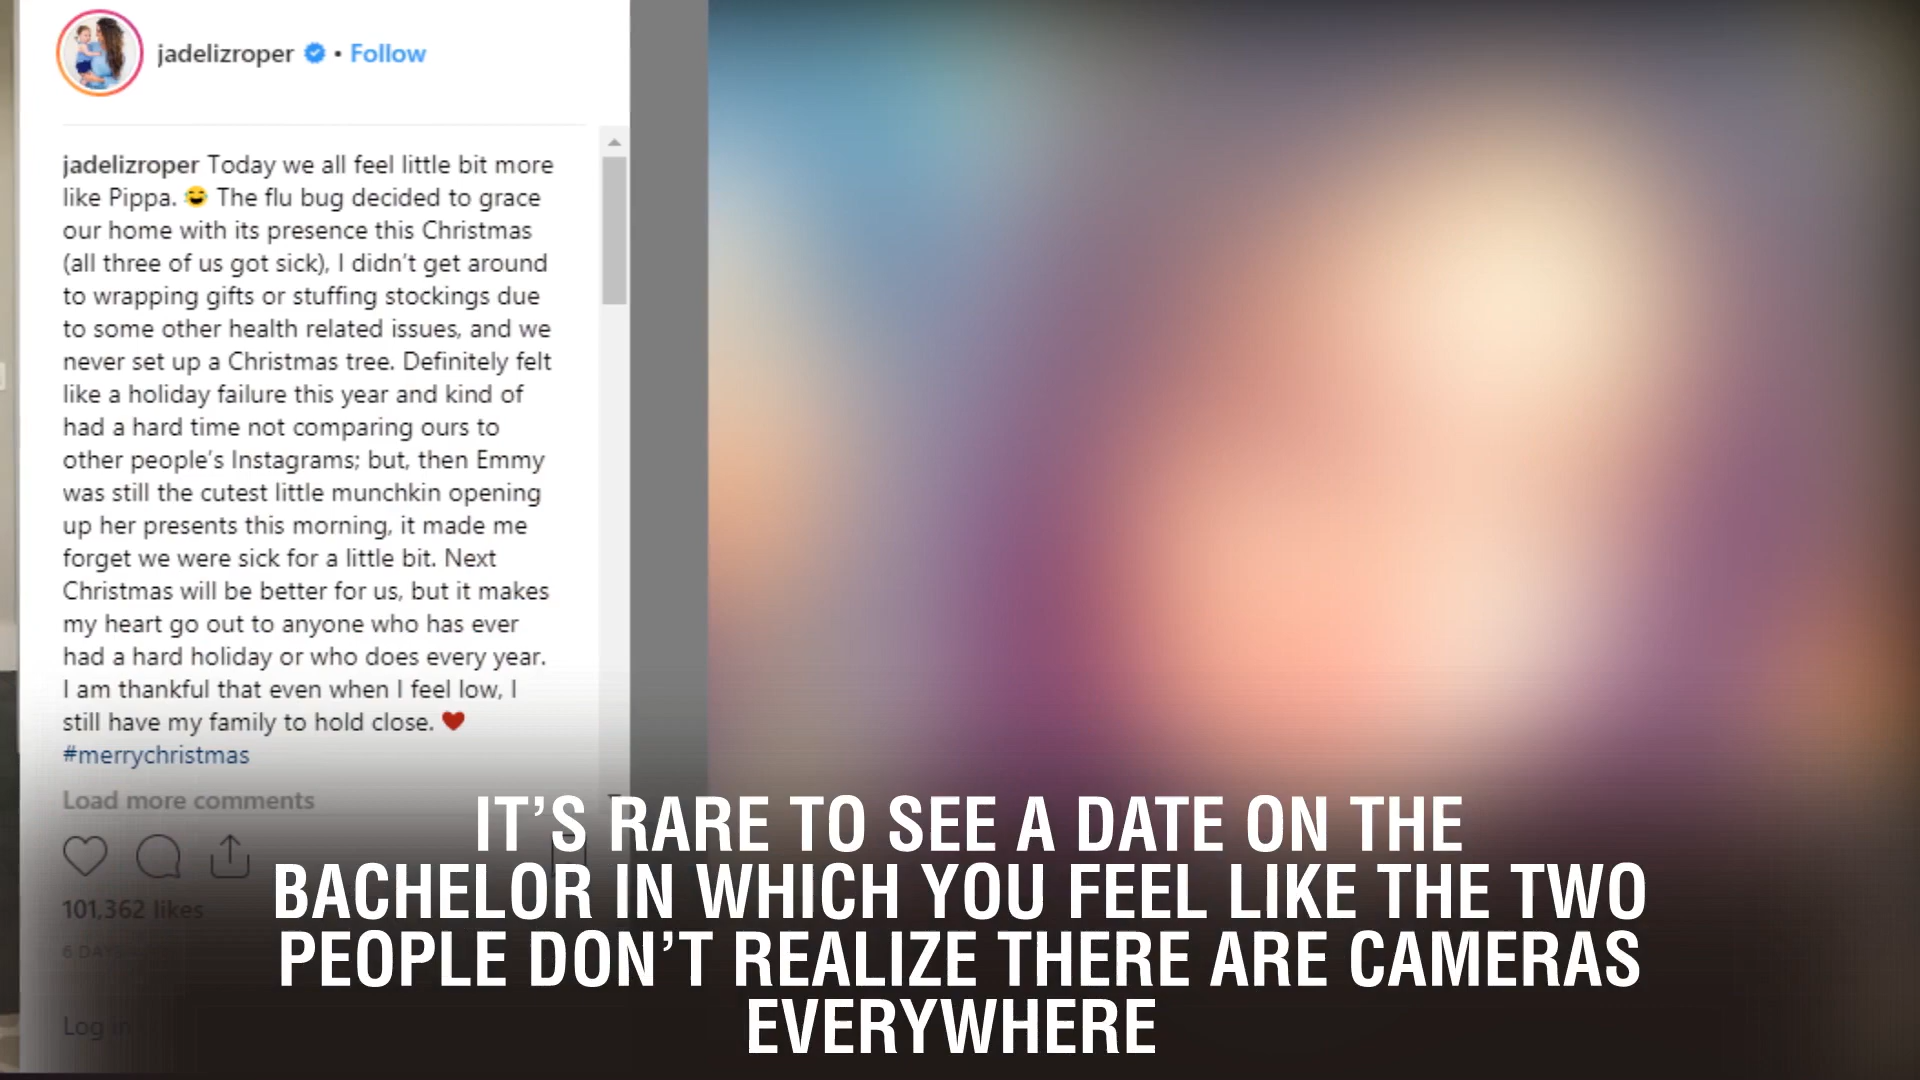 jadelizroper • Follow
jadelizroper Today we all feel little bit more
like Pippa. 😂 The flu bug decided to grace
our home with its presence this Christmas
(all three of us got sick), I didn't get around
to wrapping gifts or stuffing stockings due
to some other health related issues, and we
never set up a Christmas tree. Definitely felt
like a holiday failure this year and kind of
had a hard time not comparing ours to
other people's Instagrams; but, then Emmy
was still the cutest little munchkin opening
up her presents this morning, it made me
forget we were sick for a little bit. Next
Christmas will be better for us, but it makes
my heart go out to anyone who has ever
had a hard holiday or who does every year.
I am thankful that even when I feel low, I
still have my family to hold close. ❤
#merrychristmas
Load more comments
101,362 likes
6 DAYS
Log in
IT'S RARE TO SEE A DATE ON THE
BACHELOR IN WHICH YOU FEEL LIKE THE TWO
PEOPLE DON'T REALIZE THERE ARE CAMERAS
EVERYWHERE